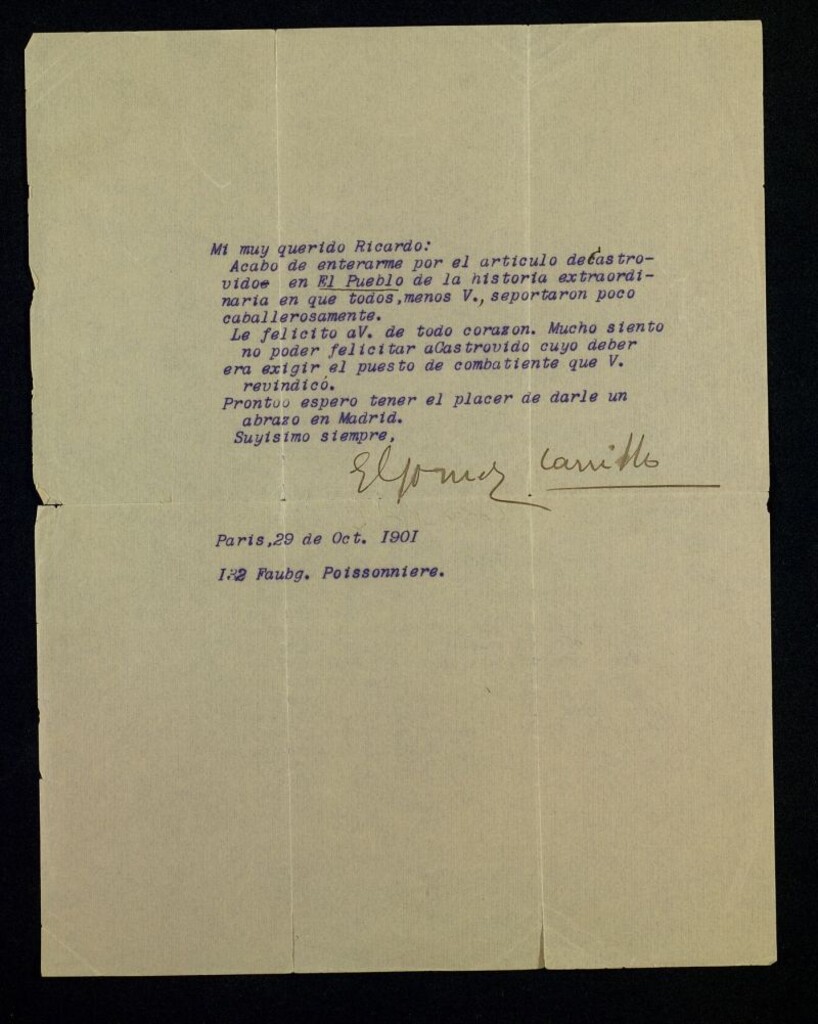 Mi muy querido Ricardo:
Acabo de enterarme por el articulo deCastro-
vidoe en El Pueblo de la historia extraordi-
naria en que todos,menos V., seportaron poco
caballerosamente.
Le felicito aV. de todo corazon. Mucho siento
no poder felicitar aCastrovido cuyo deber
era exigir el puesto de combatiente que V.
revindicó.
Prontoo espero tener el placer de darle un
abrazo en Madrid.
Suyisimo siempre,
E Gomez Carrillo
Paris,29 de Oct. I90I
Faubg. Poissonniere.